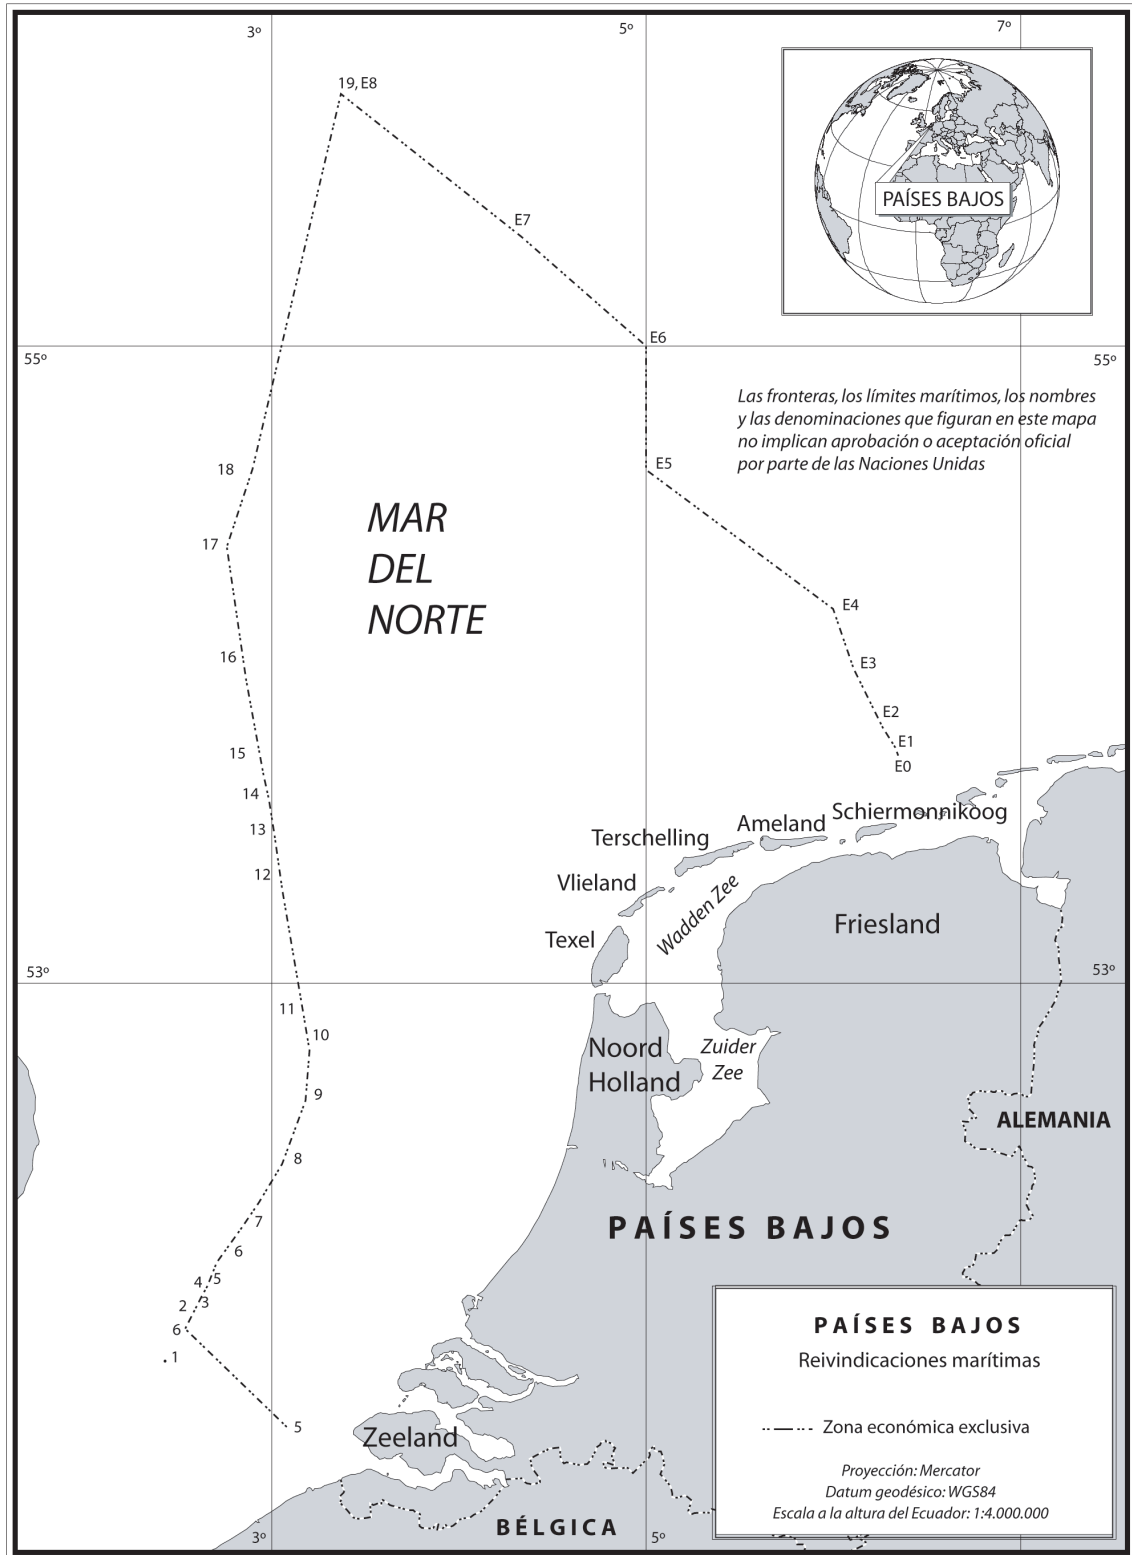 3º
5º
7º
19, E8
E7
PAÍSES BAJOS
E6
55º
55º
Las fronteras, los límites marítimos, los nombres
y las denominaciones que figuran en este mapa
no implican aprobación o aceptación oficial
por parte de las Naciones Unidas
18
E5
MAR
DEL
NORTE
17
E4
16
E3
E2
15
E1
E0
14
13
Schiermonnikoog
Ameland
Terschelling
12
Vlieland
Wadden Zee
Friesland
Texel
53º
53º
11
10
Noord
Holland
Zuider
Zee
9
ALEMANIA
8
7
PAÍSES BAJOS
6
4
5
3
2
6
1
5
Zeeland
PAÍSES BAJOS
Reivindicaciones marítimas
Zona económica exclusiva
Proyección: Mercator
Datum geodésico: WGS84
Escala a la altura del Ecuador: 1:4.000.000
BÉLGICA
3º
5º